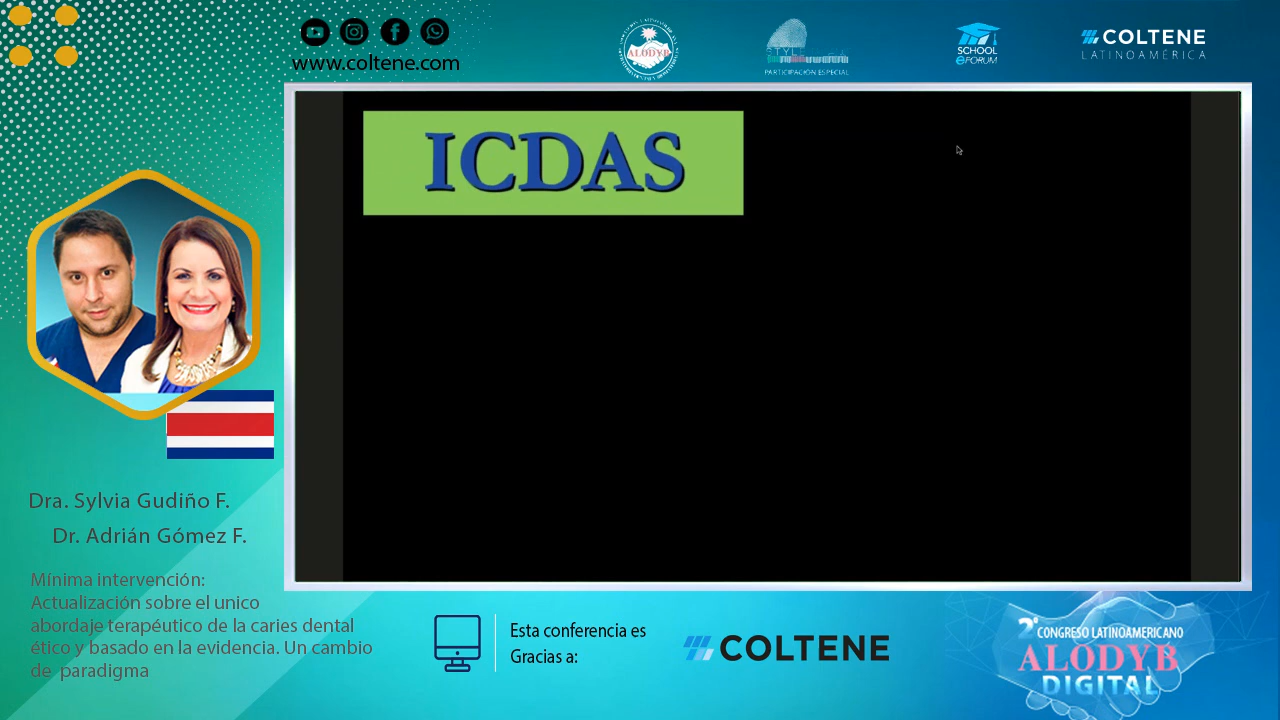 www.coltene.com
ALODYB
PARTICIPACIÓN ESPECIAL
SCHOOL
eFORUM
COLTENE
LATINOAMÉRICA
ICDAS
Dra. Sylvia Gudiño F.
Dr. Adrián Gómez F.
Mínima intervención:
Actualización sobre el unico
abordaje terapéutico de la caries dental
ético y basado en la evidencia. Un cambio
de paradigma
Esta conferencia es
Gracias a:
COLTENE
2º CONGRESO LATINOAMERICANO
ALODYB
DIGITAL